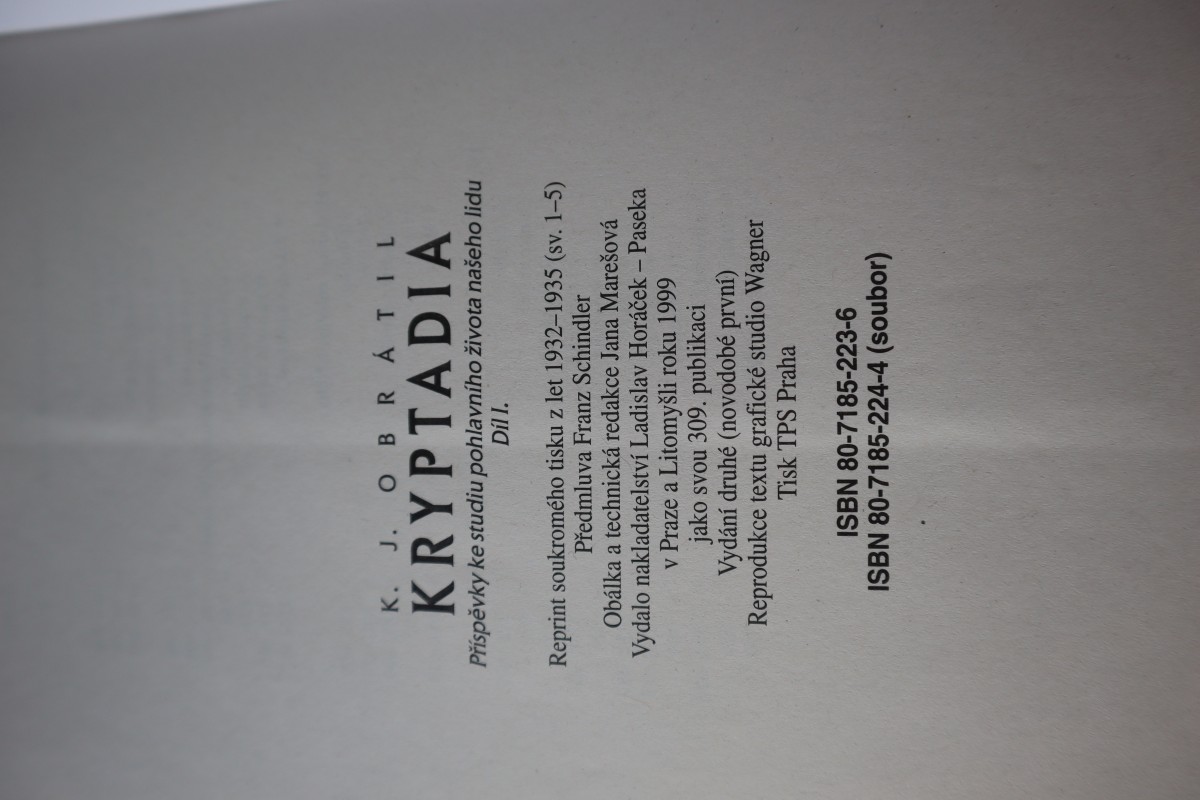 K. J. OBRÁTIL
KRYPTADIA
Příspěvky ke studiu pohlavního života našeho lidu
Díl I.
Reprint soukromého tisku z let 1932–1935 (sv. 1–5)
Předmluva Franz Schindler
Obálka a technická redakce Jana Marešová
Vydalo nakladatelství Ladislav Horáček – Paseka
v Praze a Litomyšli roku 1999
jako svou 309. publikaci
Vydání druhé (novodobé první)
Reprodukce textu grafické studio Wagner
Tisk TPS Praha
ISBN 80-7185-223-6
ISBN 80-7185-224-4 (soubor)